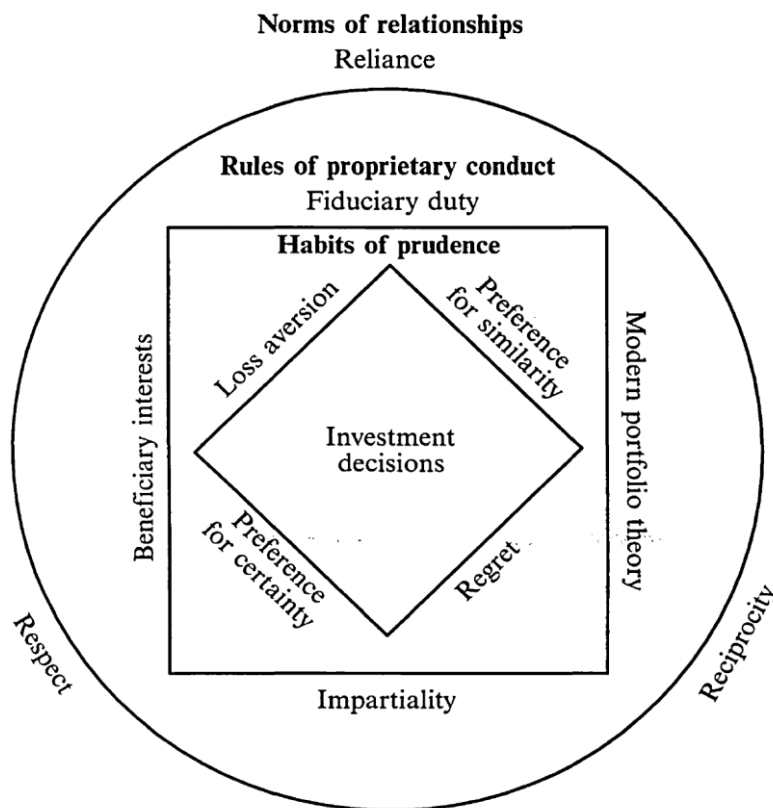 Norms of relationships
Reliance
Rules of proprietary conduct
Fiduciary duty
Habits of prudence
Loss aversion
Preference
for similarity
Beneficiary interests
Investment
decisions
Modern portfolio theory
Preference
for certainty
Regret
Respect
Impartiality
Reciprocity